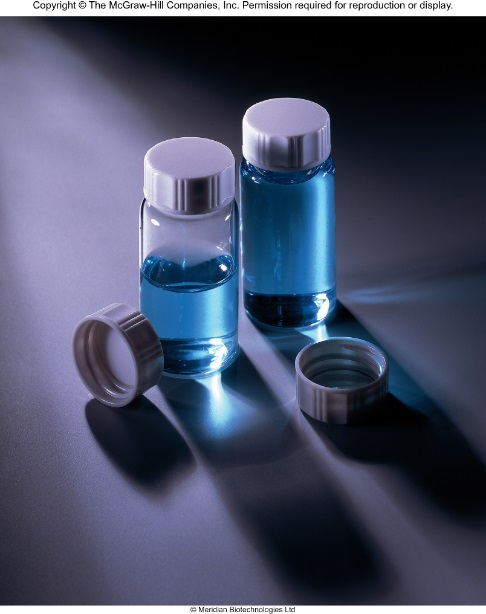 Copyright © The McGraw-Hill Companies, Inc. Permission required for reproduction or display.
© Meridian Biotechnologies Ltd